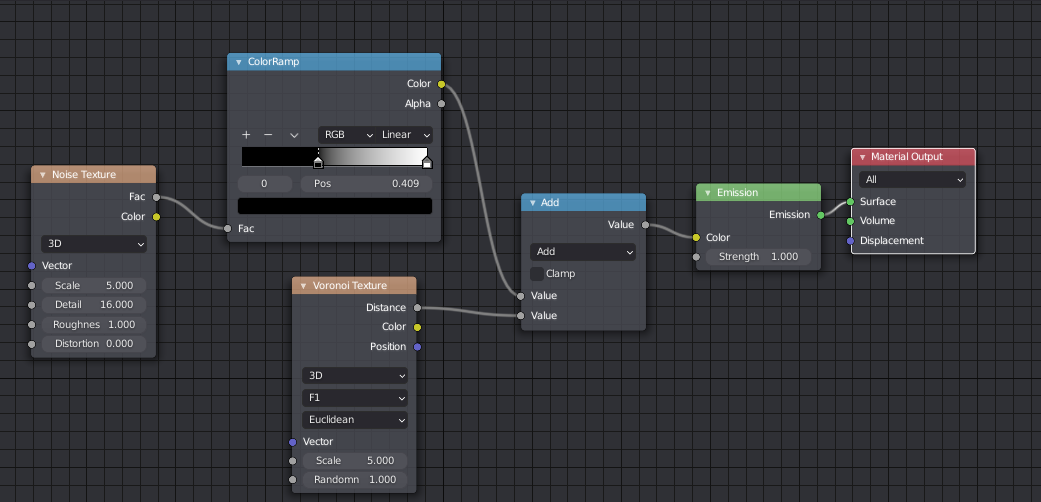 ColorRamp
Color
Alpha
+ −
RGB Linear
0 Pos 0.409
Fac
Noise Texture
Fac
Color
3D
Vector
Scale 5.000
Detail 16.000
Roughnes 1.000
Distortion 0.000
Voronoi Texture
Distance
Color
Position
3D
F1
Euclidean
Vector
Scale 5.000
Randomn 1.000
Add
Value
Add
Clamp
Value
Value
Emission
Emission
Color
Strength 1.000
Material Output
All
Surface
Volume
Displacement